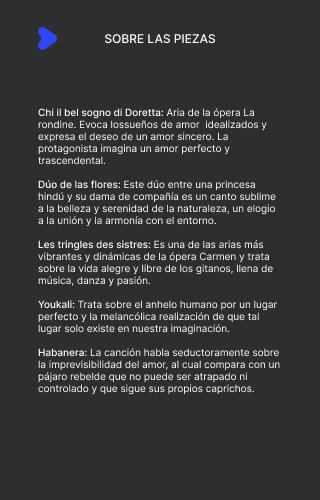 SOBRE LAS PIEZAS
Chi il bel sogno di Doretta: Aria de la ópera La
rondine. Evoca lossueños de amor idealizados y
expresa el deseo de un amor sincero. La
protagonista imagina un amor perfecto y
trascendental.
Dúo de las flores: Este dúo entre una princesa
hindú y su dama de compañía es un canto sublime
a la belleza y serenidad de la naturaleza, un elogio
a la unión y la armonía con el entorno.
Les tringles des sistres: Es una de las arias más
vibrantes y dinámicas de la ópera Carmen y trata
sobre la vida alegre y libre de los gitanos, llena de
música, danza y pasión.
Youkali: Trata sobre el anhelo humano por un lugar
perfecto y la melancólica realización de que tal
lugar solo existe en nuestra imaginación.
Habanera: La canción habla seductoramente sobre
la imprevisibilidad del amor, al cual compara con un
pájaro rebelde que no puede ser atrapado ni
controlado y que sigue sus propios caprichos.